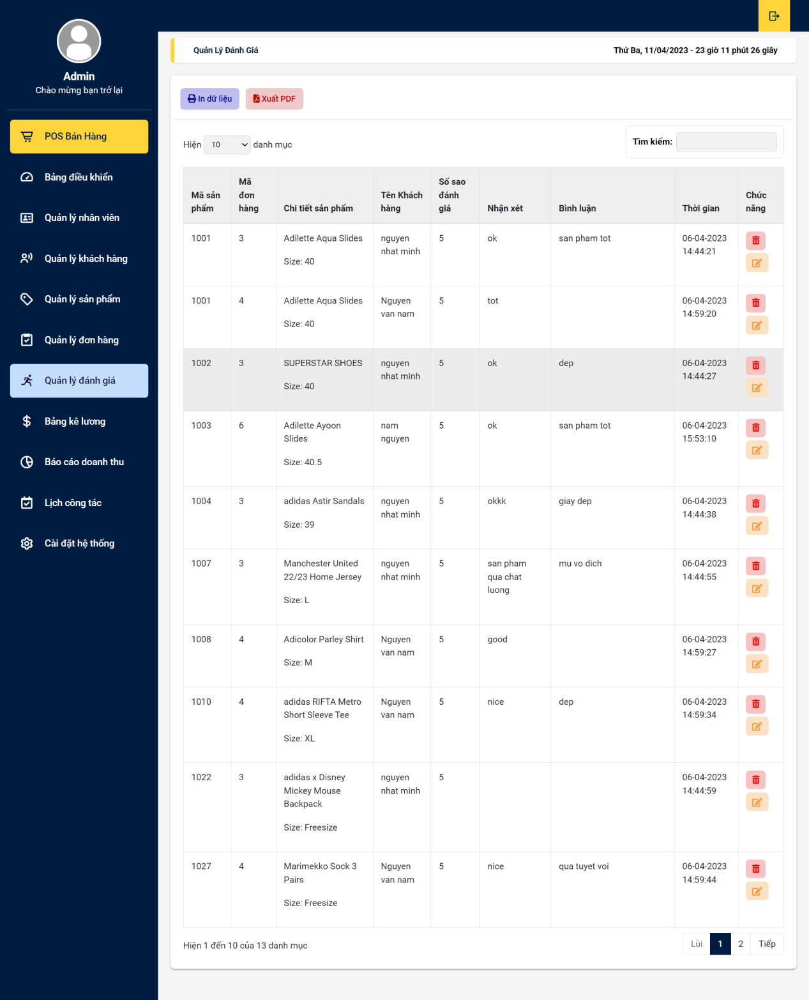 Admin
Chào mừng bạn trở lại
POS Bán Hàng
Bảng điều khiển
Quản lý nhân viên
Quản lý khách hàng
Quản lý sản phẩm
Quản lý đơn hàng
Quản lý đánh giá
Bảng kê lương
Báo cáo doanh thu
Lịch công tác
Cài đặt hệ thống
Quản Lý Đánh Giá
Thứ Ba, 11/04/2023 - 23 giờ 11 phút 26 giây
In dữ liệu
Xuất PDF
Hiện 10 danh mục
Tìm kiếm:
Mã sản phẩm | Mã đơn hàng | Chi tiết sản phẩm | Tên Khách hàng | Số sao đánh giá | Nhận xét | Bình luận | Thời gian | Chức năng
1001 3 Adilette Aqua Slides nguyen 5 ok san pham tot 06-04-2023
nhat minh 14:44:21
Size: 40
1001 4 Adilette Aqua Slides Nguyen 5 tot 06-04-2023
van nam 14:59:20
Size: 40
1002 3 SUPERSTAR SHOES nguyen 5 ok dep 06-04-2023
nhat minh 14:44:27
Size: 40
1003 6 Adilette Ayoon nam 5 ok san pham tot 06-04-2023
Slides nguyen 15:53:10
Size: 40.5
1004 3 adidas Astir Sandals nguyen 5 okkk giay dep 06-04-2023
nhat minh 14:44:38
Size: 39
1007 3 Manchester United nguyen 5 san pham mu vo dich 06-04-2023
22/23 Home Jersey nhat minh qua chat 14:44:55
luong
Size: L
1008 4 Adicolor Parley Shirt Nguyen 5 good 06-04-2023
van nam 14:59:27
Size: M
1010 4 adidas RIFTA Metro Nguyen 5 nice dep 06-04-2023
Short Sleeve Tee van nam 14:59:34
Size: XL
1022 3 adidas x Disney nguyen 5 06-04-2023
Mickey Mouse nhat minh 14:44:59
Backpack
Size: Freesize
1027 4 Marimekko Sock 3 Nguyen 5 nice qua tuyet voi 06-04-2023
Pairs van nam 14:59:44
Size: Freesize
Hiện 1 đến 10 của 13 danh mục
Lùi 1 2 Tiếp